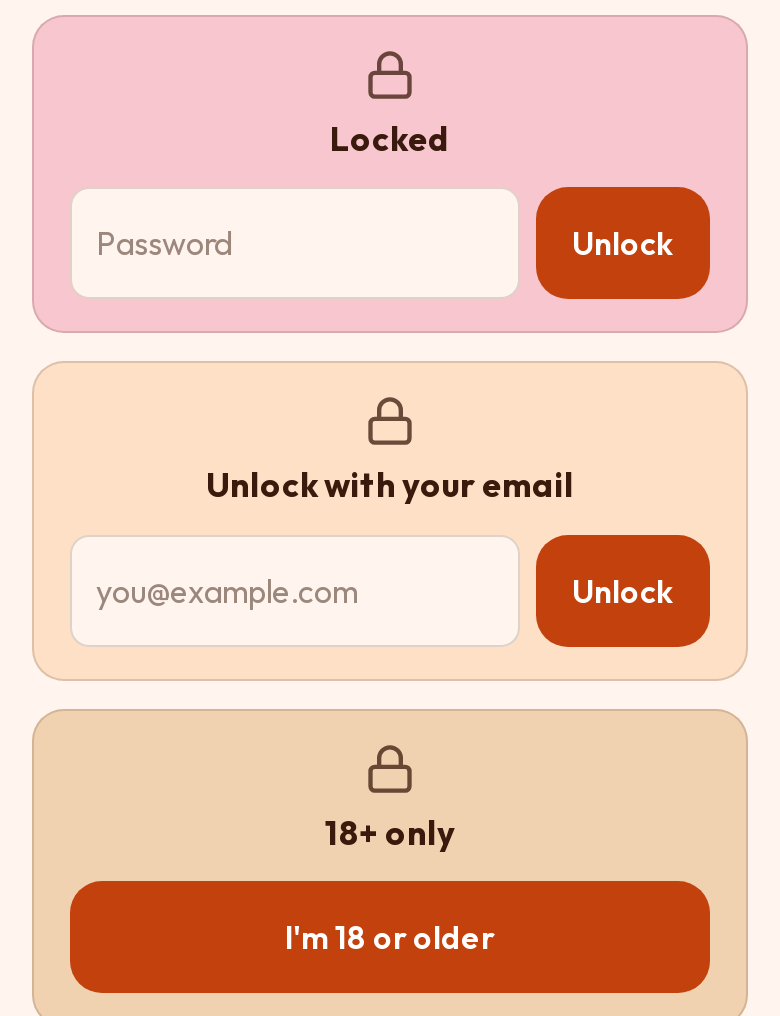 Locked
Password
Unlock
Unlock with your email
you@example.com
Unlock
18+ only
I'm 18 or older